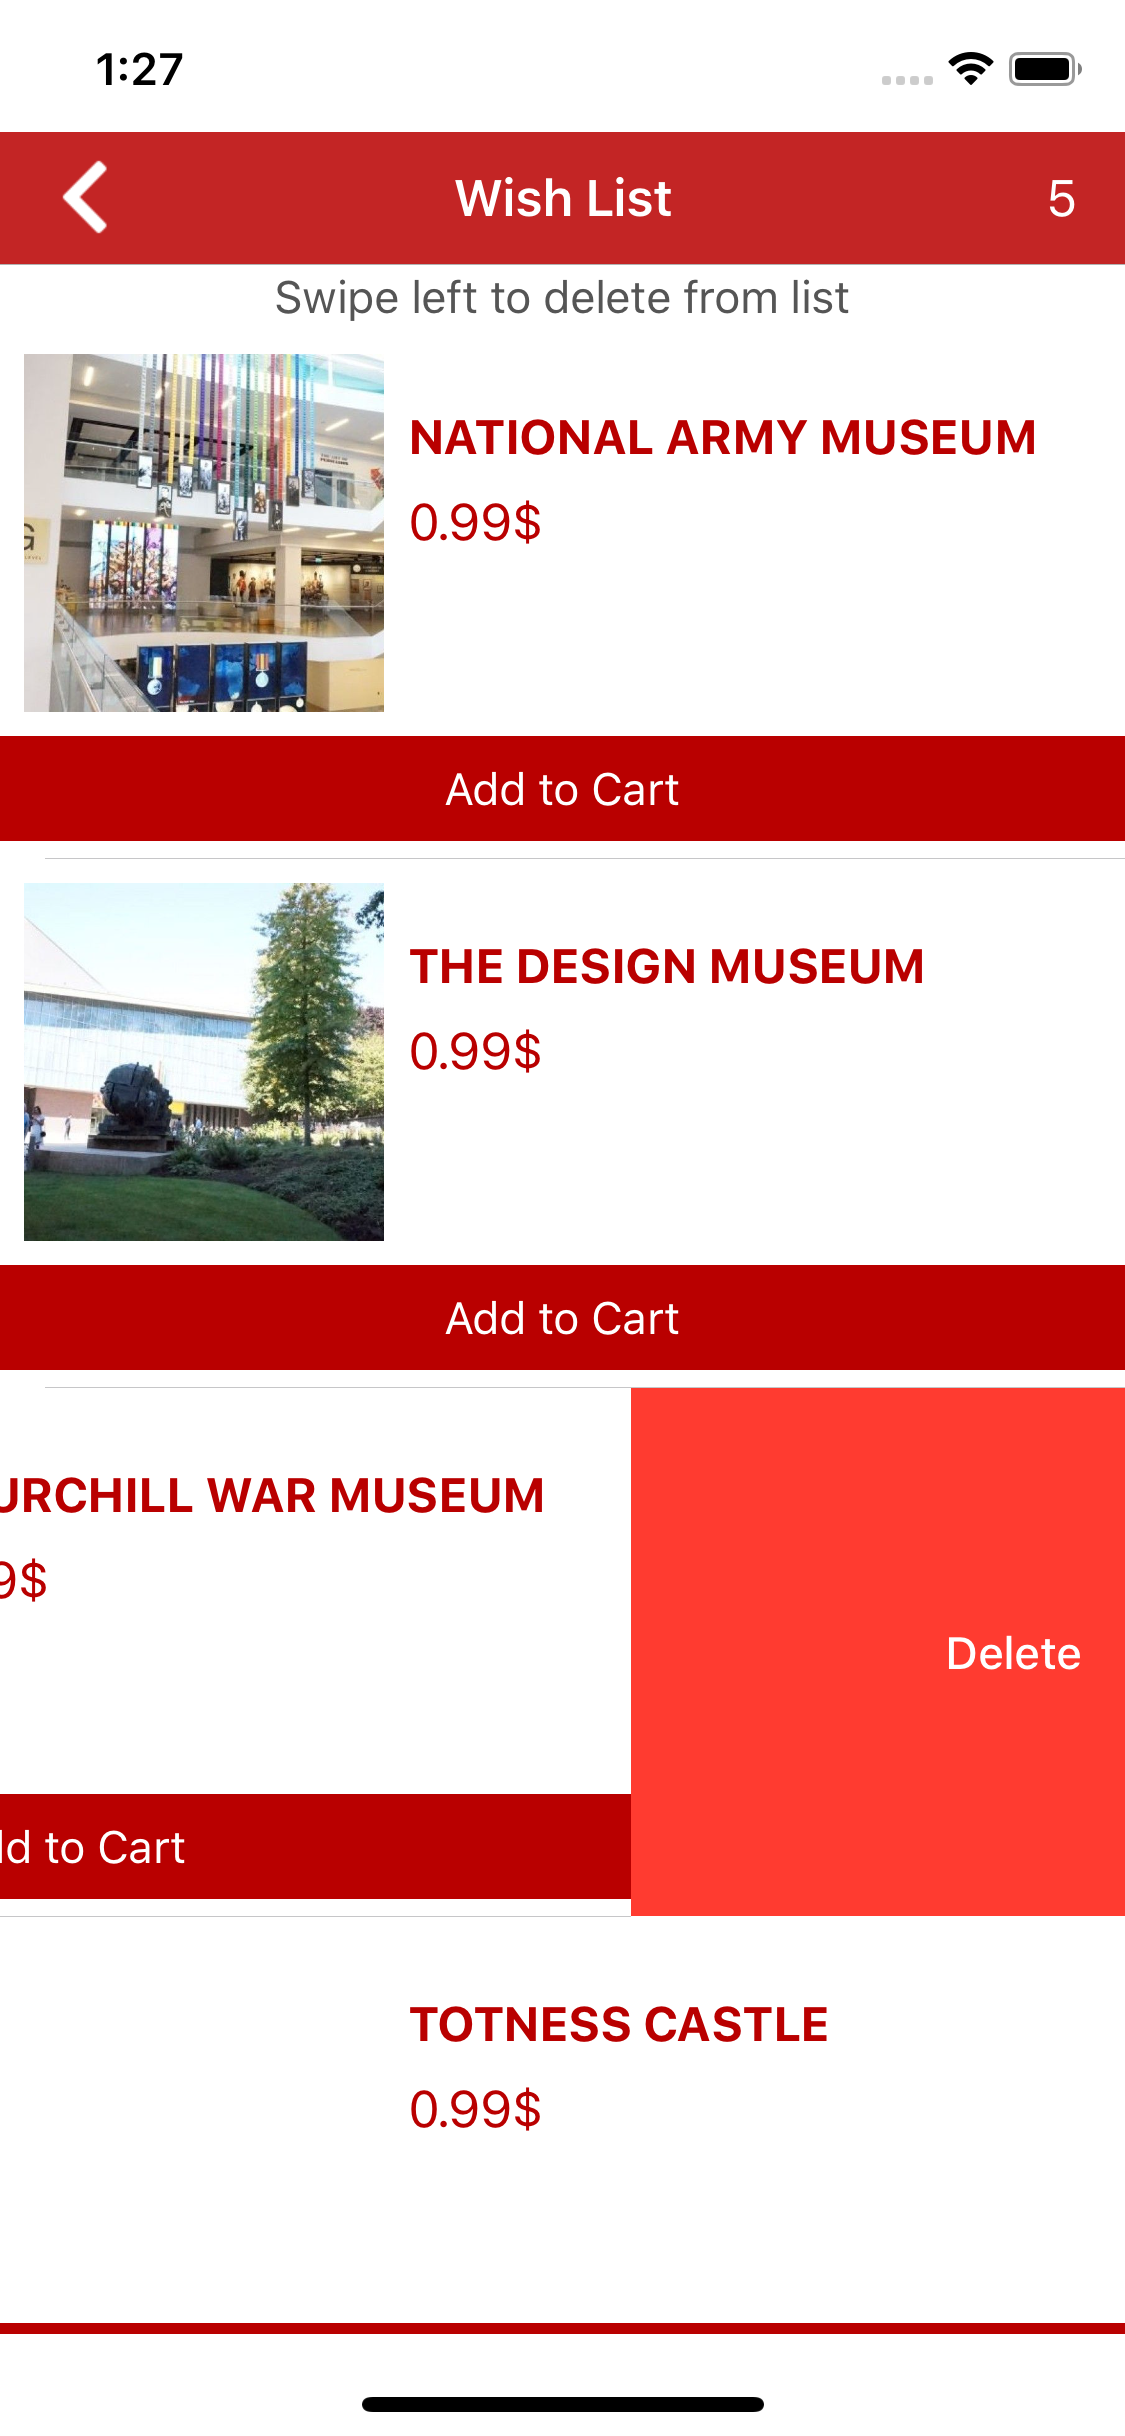 1:27
Wish List
5
Swipe left to delete from list
NATIONAL ARMY MUSEUM
0.99$
Add to Cart
THE DESIGN MUSEUM
0.99$
Add to Cart
URCHILL WAR MUSEUM
9$
Delete
dd to Cart
TOTNESS CASTLE
0.99$